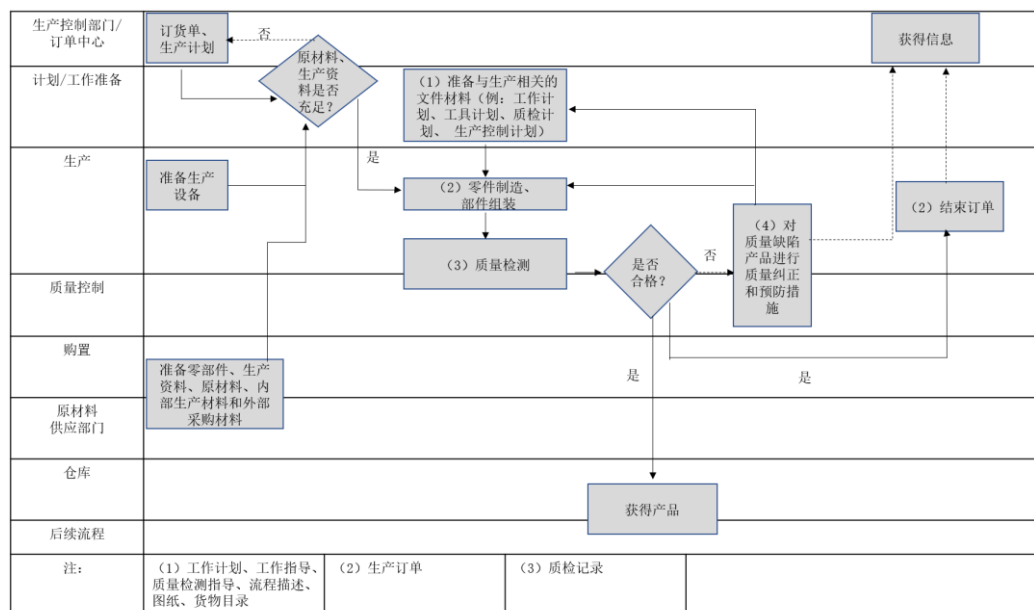 生产控制部门/
订单中心
订货单、
生产计划
否
获得信息
计划/工作准备
原材料、
生产资
料是否
充足？
（1）准备与生产相关的
文件材料（例：工作计
划、工具计划、质检计
划、 生产控制计划）
生产
是
准备生产
设备
（2）零件制造、
部件组装
（2）结束订单
（4）对
质量缺陷
产品进行
质量纠正
和预防措
施
（3）质量检测
是否
合格？
否
质量控制
购置
准备零部件、生产
资料、原材料、内
部生产材料和外部
采购材料
是
是
原材料
供应部门
仓库
获得产品
后续流程
注：
（1）工作计划、工作指导、
质量检测指导、流程描述、
图纸、货物目录
（2）生产订单
（3）质检记录